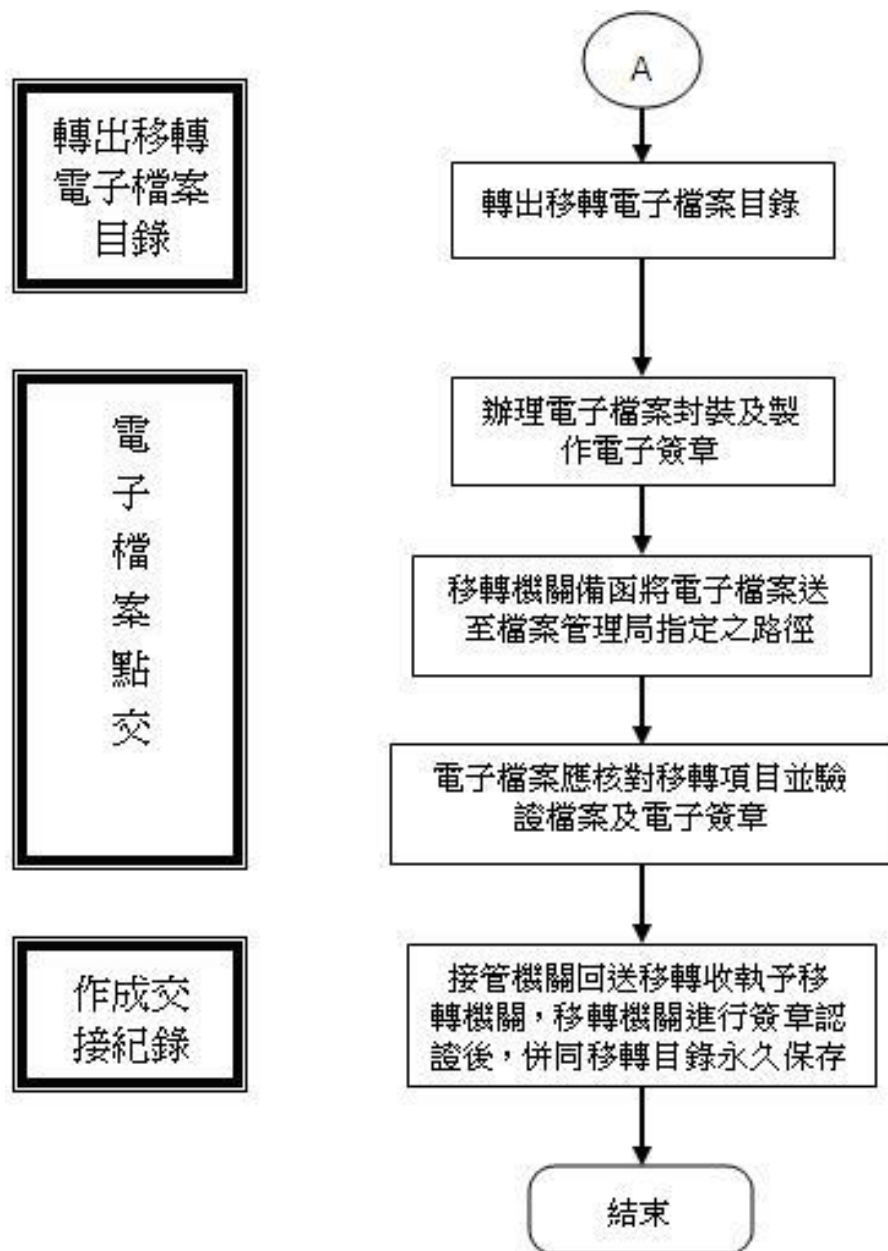 A
轉出移轉
電子檔案
目錄
轉出移轉電子檔案目錄
電
子
檔
案
點
交
辦理電子檔案封裝及製
作電子簽章
移轉機關備函將電子檔案送
至檔案管理局指定之路徑
電子檔案應核對移轉項目並驗
證檔案及電子簽章
作成交
接紀錄
接管機關回送移轉收執予移
轉機關，移轉機關進行簽章認
證後，併同移轉目錄永久保存
結束